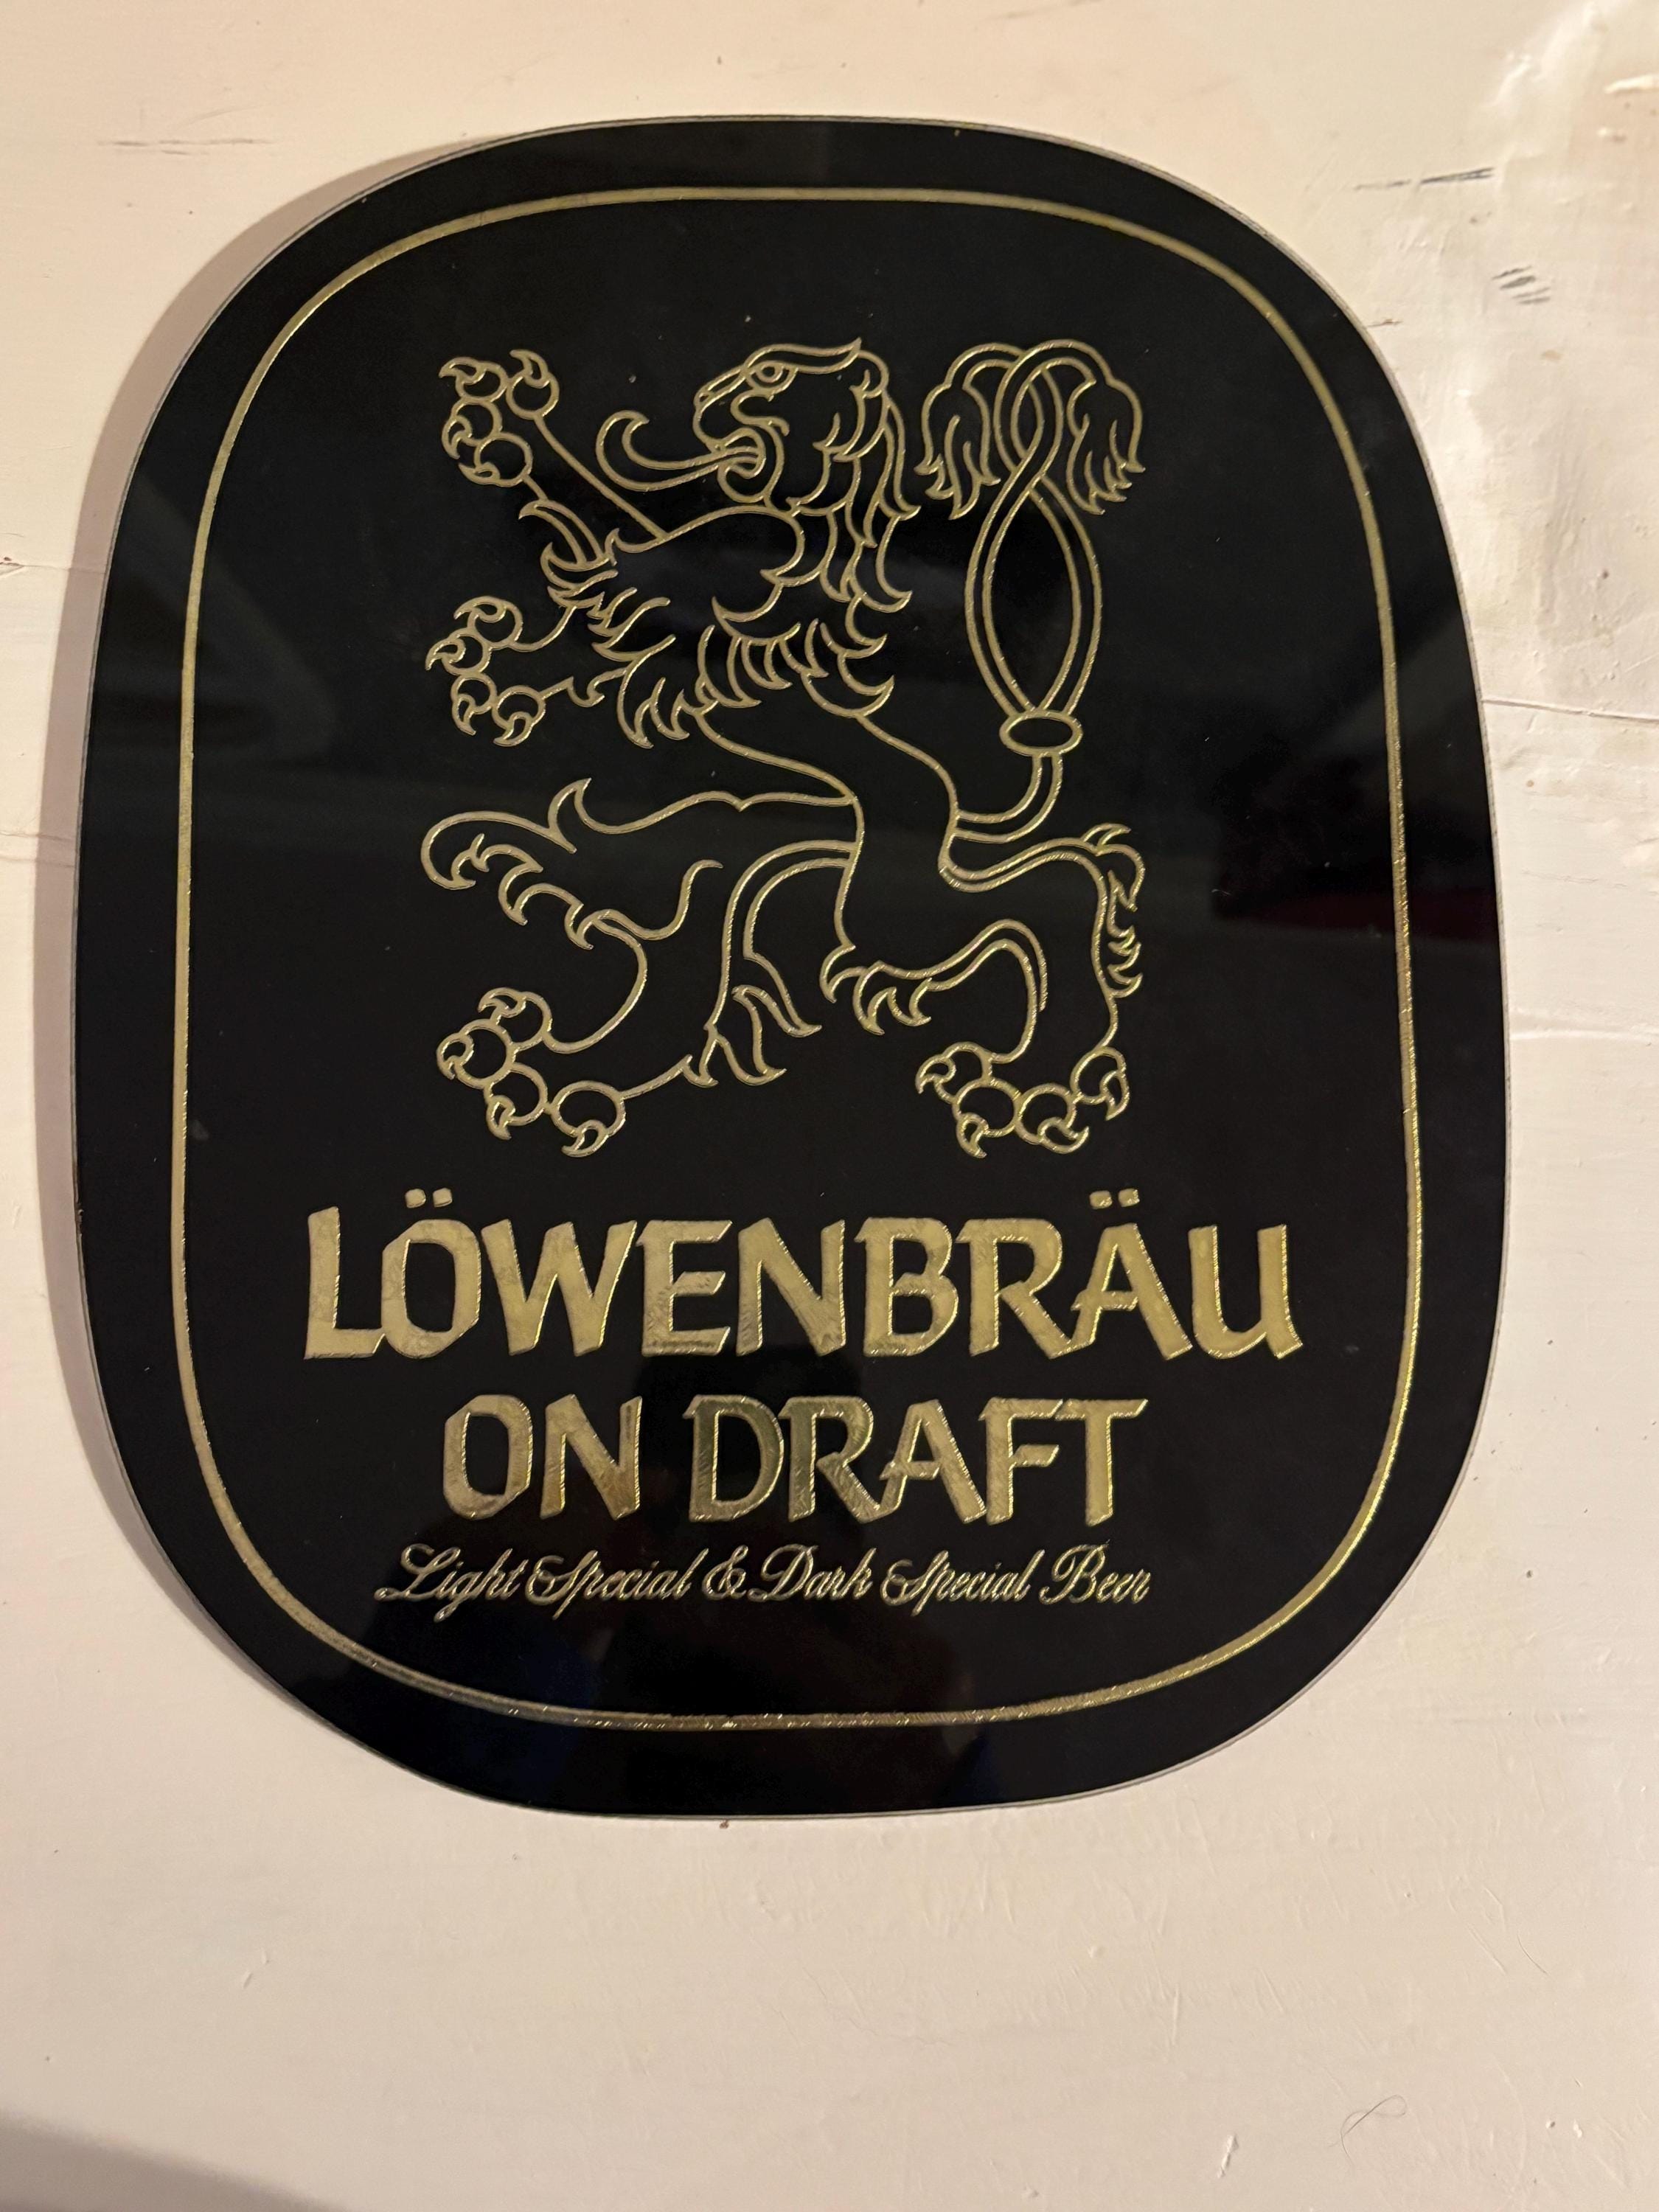 LÖWENBRÄU
ON DRAFT
Light Special & Dark Special Beer